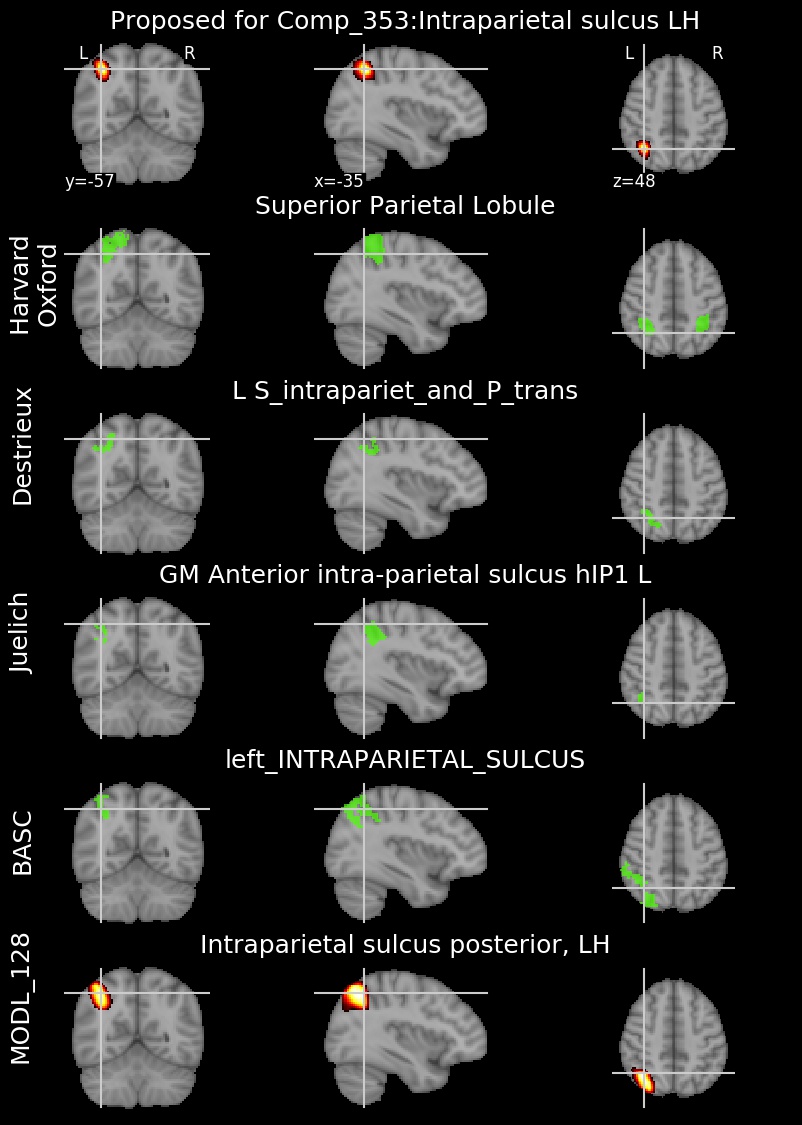 Proposed for Comp_353:Intraparietal sulcus LH
L R L R
y=-57 x=-35 z=48
Superior Parietal Lobule
Harvard
Oxford
L S_intrapariet_and_P_trans
Destrieux
GM Anterior intra-parietal sulcus hIP1 L
Juelich
left_INTRAPARIETAL_SULCUS
BASC
Intraparietal sulcus posterior, LH
MODL_128